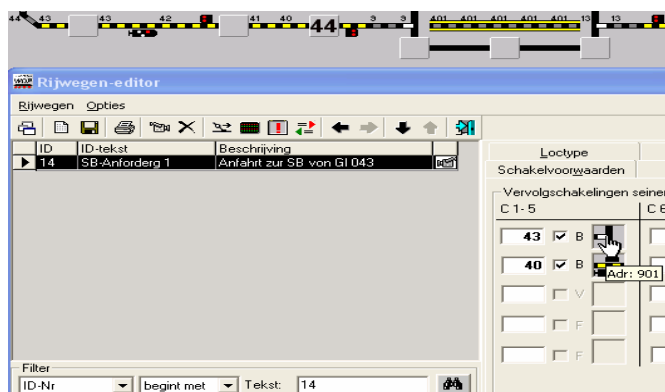 44 43 43 42 41 40 44 9 9 401 401 401 401 401 13 13
Rijwegen-editor
Rijwegen Opties
ID ID-tekst Beschrijving
14 SB-Anforderg 1 Anfahrt zur SB von Gl 043
Loctype
Schakelvoorwaarden
Vervolgschakelingen seinen
C 1- 5 C 6
43 B
40 B
Adr: 901
V
F
F
Filter
ID-Nr begint met Tekst: 14